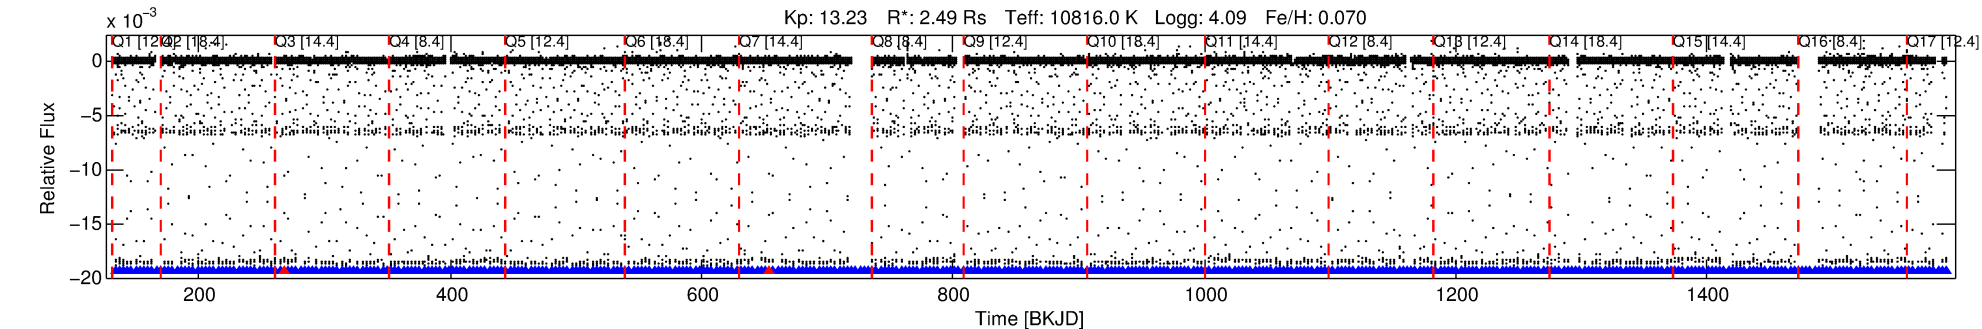 Kp: 13.23 R*: 2.49 Rs Teff: 10816.0 K Logg: 4.09 Fe/H: 0.070
x 10⁻³
Q1 [12.4] Q2 [18.4] Q3 [14.4] Q4 [8.4] Q5 [12.4] Q6 [18.4] Q7 [14.4] Q8 [8.4] Q9 [12.4] Q10 [18.4] Q11 [14.4] Q12 [8.4] Q13 [12.4] Q14 [18.4] Q15 [14.4] Q16 [8.4] Q17 [12.4]
0
−5
−10
−15
−20
Relative Flux
200 400 600 800 1000 1200 1400
Time [BKJD]